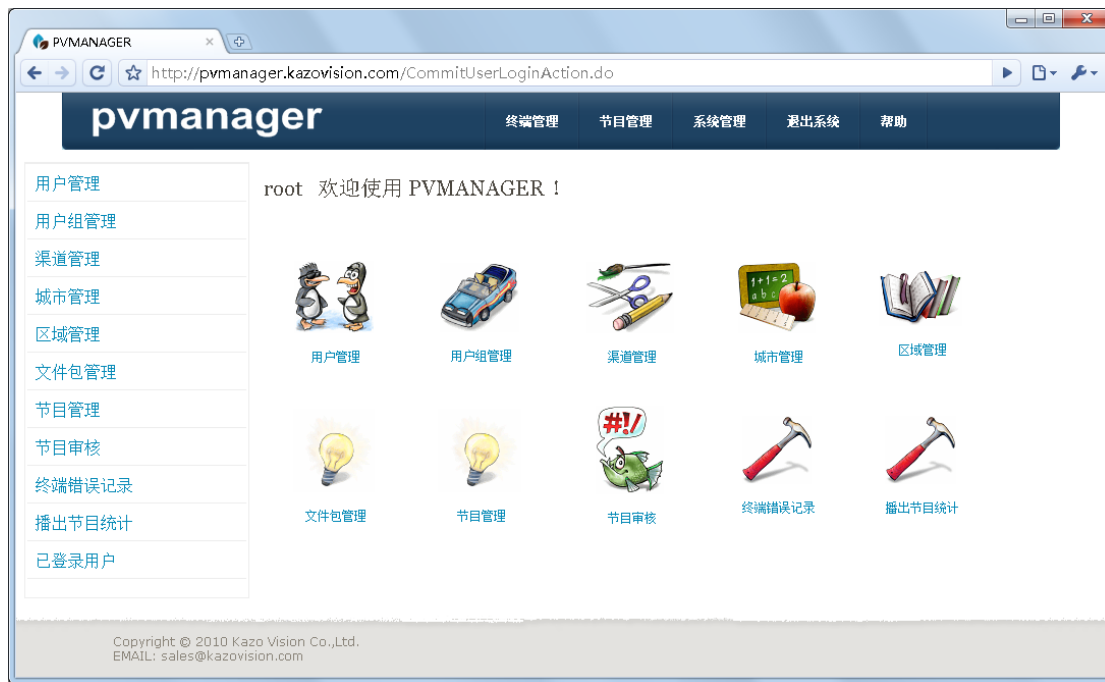 PVMANAGER
http://pvmanager.kazovision.com/CommitUserLoginAction.do
pvmanager
终端管理 节目管理 系统管理 退出系统 帮助
用户管理
用户组管理
渠道管理
城市管理
区域管理
文件包管理
节目管理
节目审核
终端错误记录
播出节目统计
已登录用户
root 欢迎使用 PVMANAGER！
1+1=2
a b c
用户管理 用户组管理 渠道管理 城市管理 区域管理
#!/
文件包管理 节目管理 节目审核 终端错误记录 播出节目统计
Copyright © 2010 Kazo Vision Co.,Ltd.
EMAIL: sales@kazovision.com